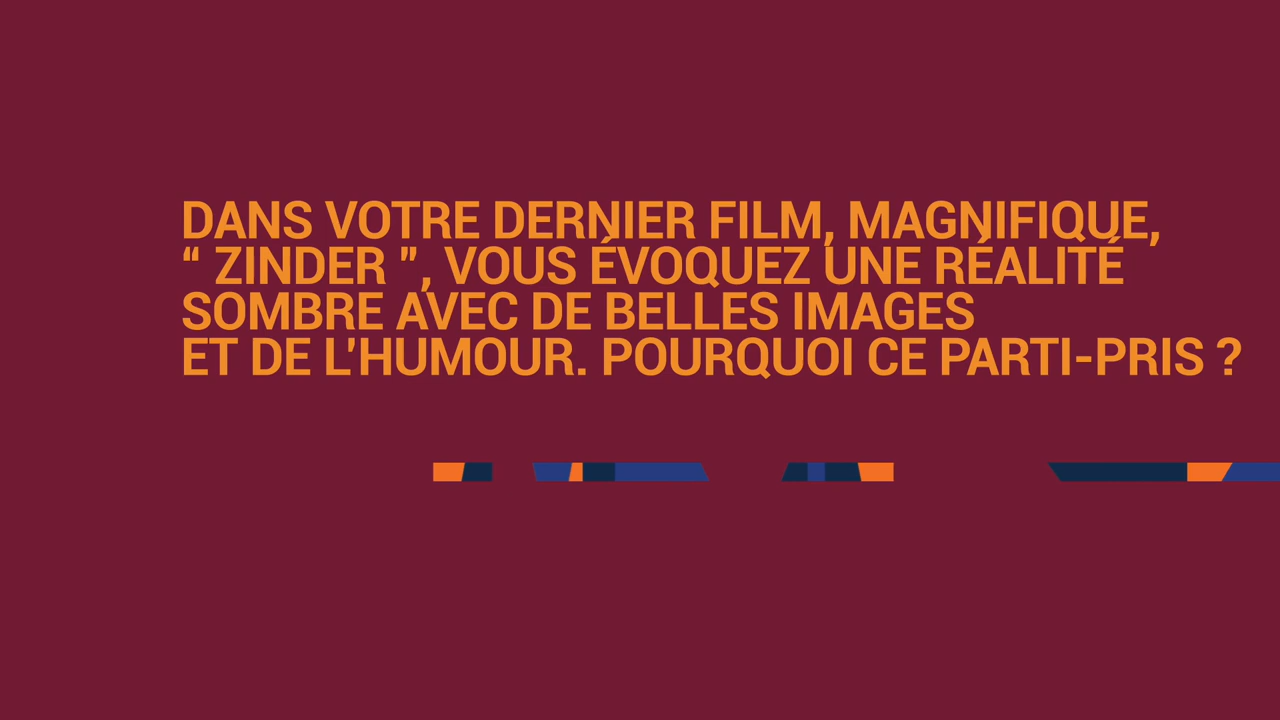 DANS VOTRE DERNIER FILM, MAGNIFIQUE,
“ ZINDER ”, VOUS ÉVOQUEZ UNE RÉALITÉ
SOMBRE AVEC DE BELLES IMAGES
ET DE L’HUMOUR. POURQUOI CE PARTI-PRIS ?